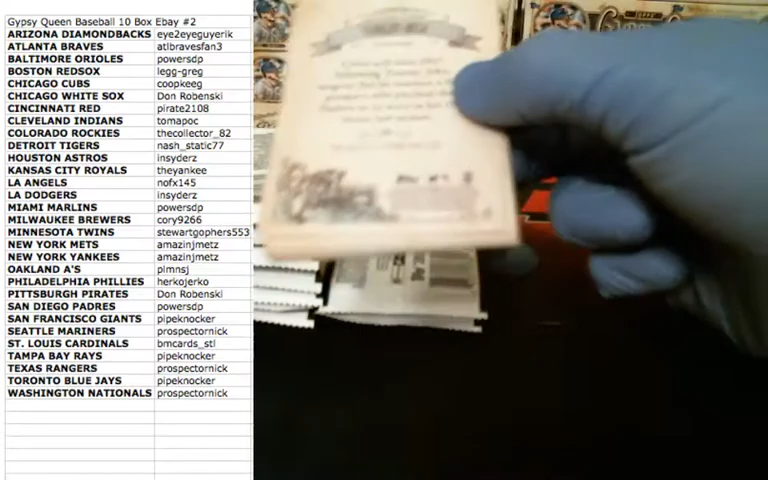 Gypsy Queen Baseball 10 Box Ebay #2
ARIZONA DIAMONDBACKS eye2eyeguyerik
ATLANTA BRAVES atlbravesfan3
BALTIMORE ORIOLES powersdp
BOSTON REDSOX legg-greg
CHICAGO CUBS coopkeeg
CHICAGO WHITE SOX Don Robenski
CINCINNATI RED pirate2108
CLEVELAND INDIANS tomapoc
COLORADO ROCKIES thecollector_82
DETROIT TIGERS nash_static77
HOUSTON ASTROS insyderz
KANSAS CITY ROYALS theyankee
LA ANGELS nofx145
LA DODGERS insyderz
MIAMI MARLINS powersdp
MILWAUKEE BREWERS cory9266
MINNESOTA TWINS stewartgophers553
NEW YORK METS amazinjmetz
NEW YORK YANKEES amazinjmetz
OAKLAND A'S plmnsj
PHILADELPHIA PHILLIES herkojerko
PITTSBURGH PIRATES Don Robenski
SAN DIEGO PADRES powersdp
SAN FRANCISCO GIANTS pipeknocker
SEATTLE MARINERS prospectornick
ST. LOUIS CARDINALS bmcards_stl
TAMPA BAY RAYS pipeknocker
TEXAS RANGERS prospectornick
TORONTO BLUE JAYS pipeknocker
WASHINGTON NATIONALS prospectornick